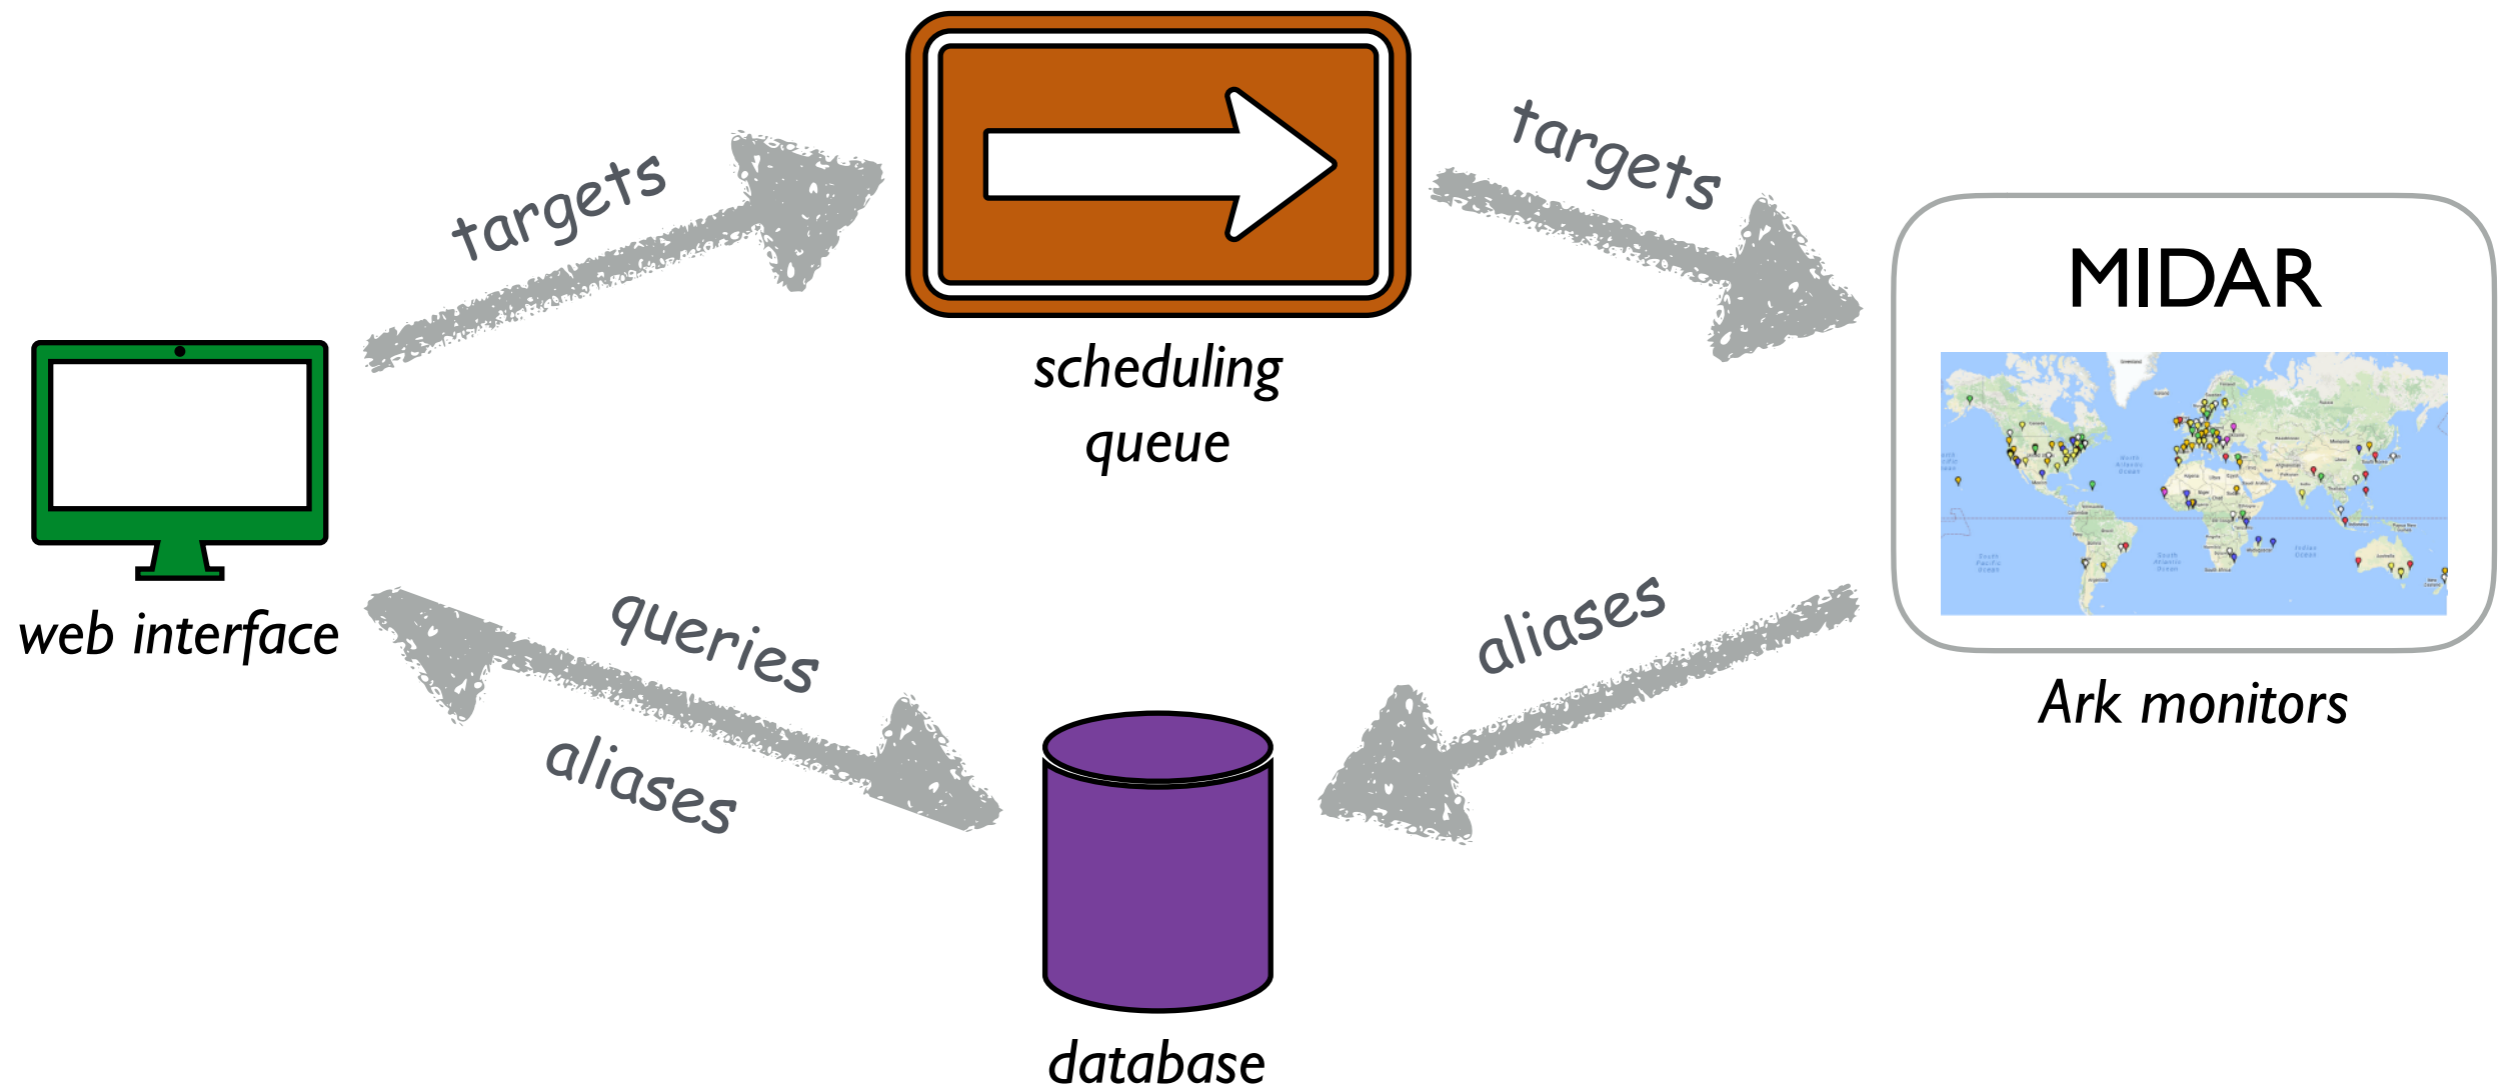 targets
targets
MIDAR
scheduling
queue
web interface
queries
aliases
aliases
Ark monitors
database